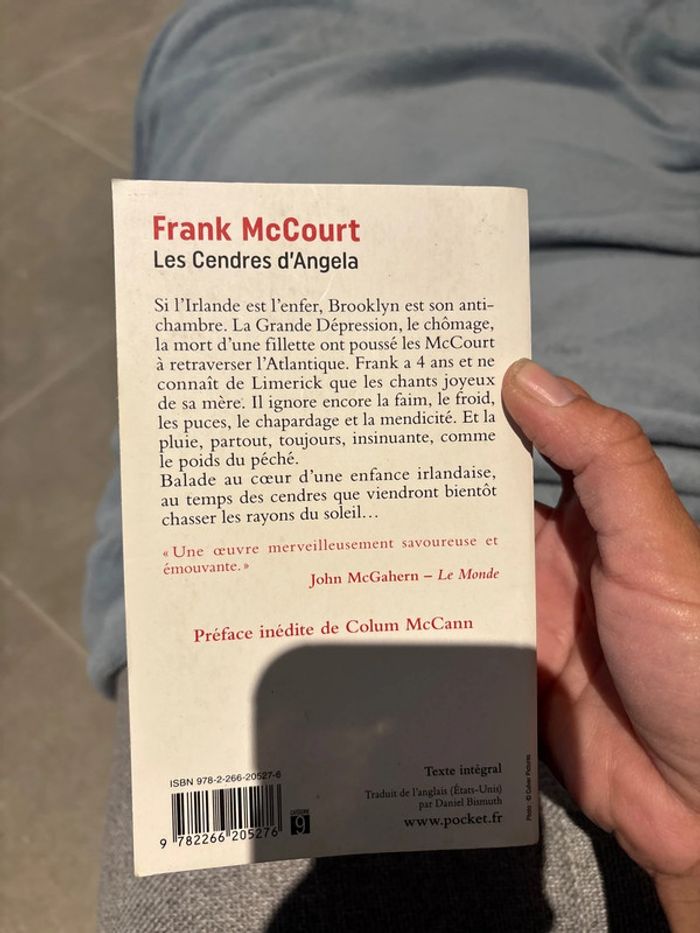 Frank McCourt
Les Cendres d'Angela
Si l'Irlande est l'enfer, Brooklyn est son anti-
chambre. La Grande Dépression, le chômage,
la mort d'une fillette ont poussé les McCourt
à retraverser l'Atlantique. Frank a 4 ans et ne
connaît de Limerick que les chants joyeux
de sa mère. Il ignore encore la faim, le froid,
les puces, le chapardage et la mendicité. Et la
pluie, partout, toujours, insinuante, comme
le poids du péché.
Balade au cœur d'une enfance irlandaise,
au temps des cendres que viendront bientôt
chasser les rayons du soleil…
« Une œuvre merveilleusement savoureuse et
émouvante. »
John McGahern – Le Monde
Préface inédite de Colum McCann
ISBN 978-2-266-20527-6
9 782266 205276
CATÉGORIE
9
Texte intégral
Traduit de l'anglais (États-Unis)
par Daniel Bismuth
www.pocket.fr
Photo : © Culver Pictures